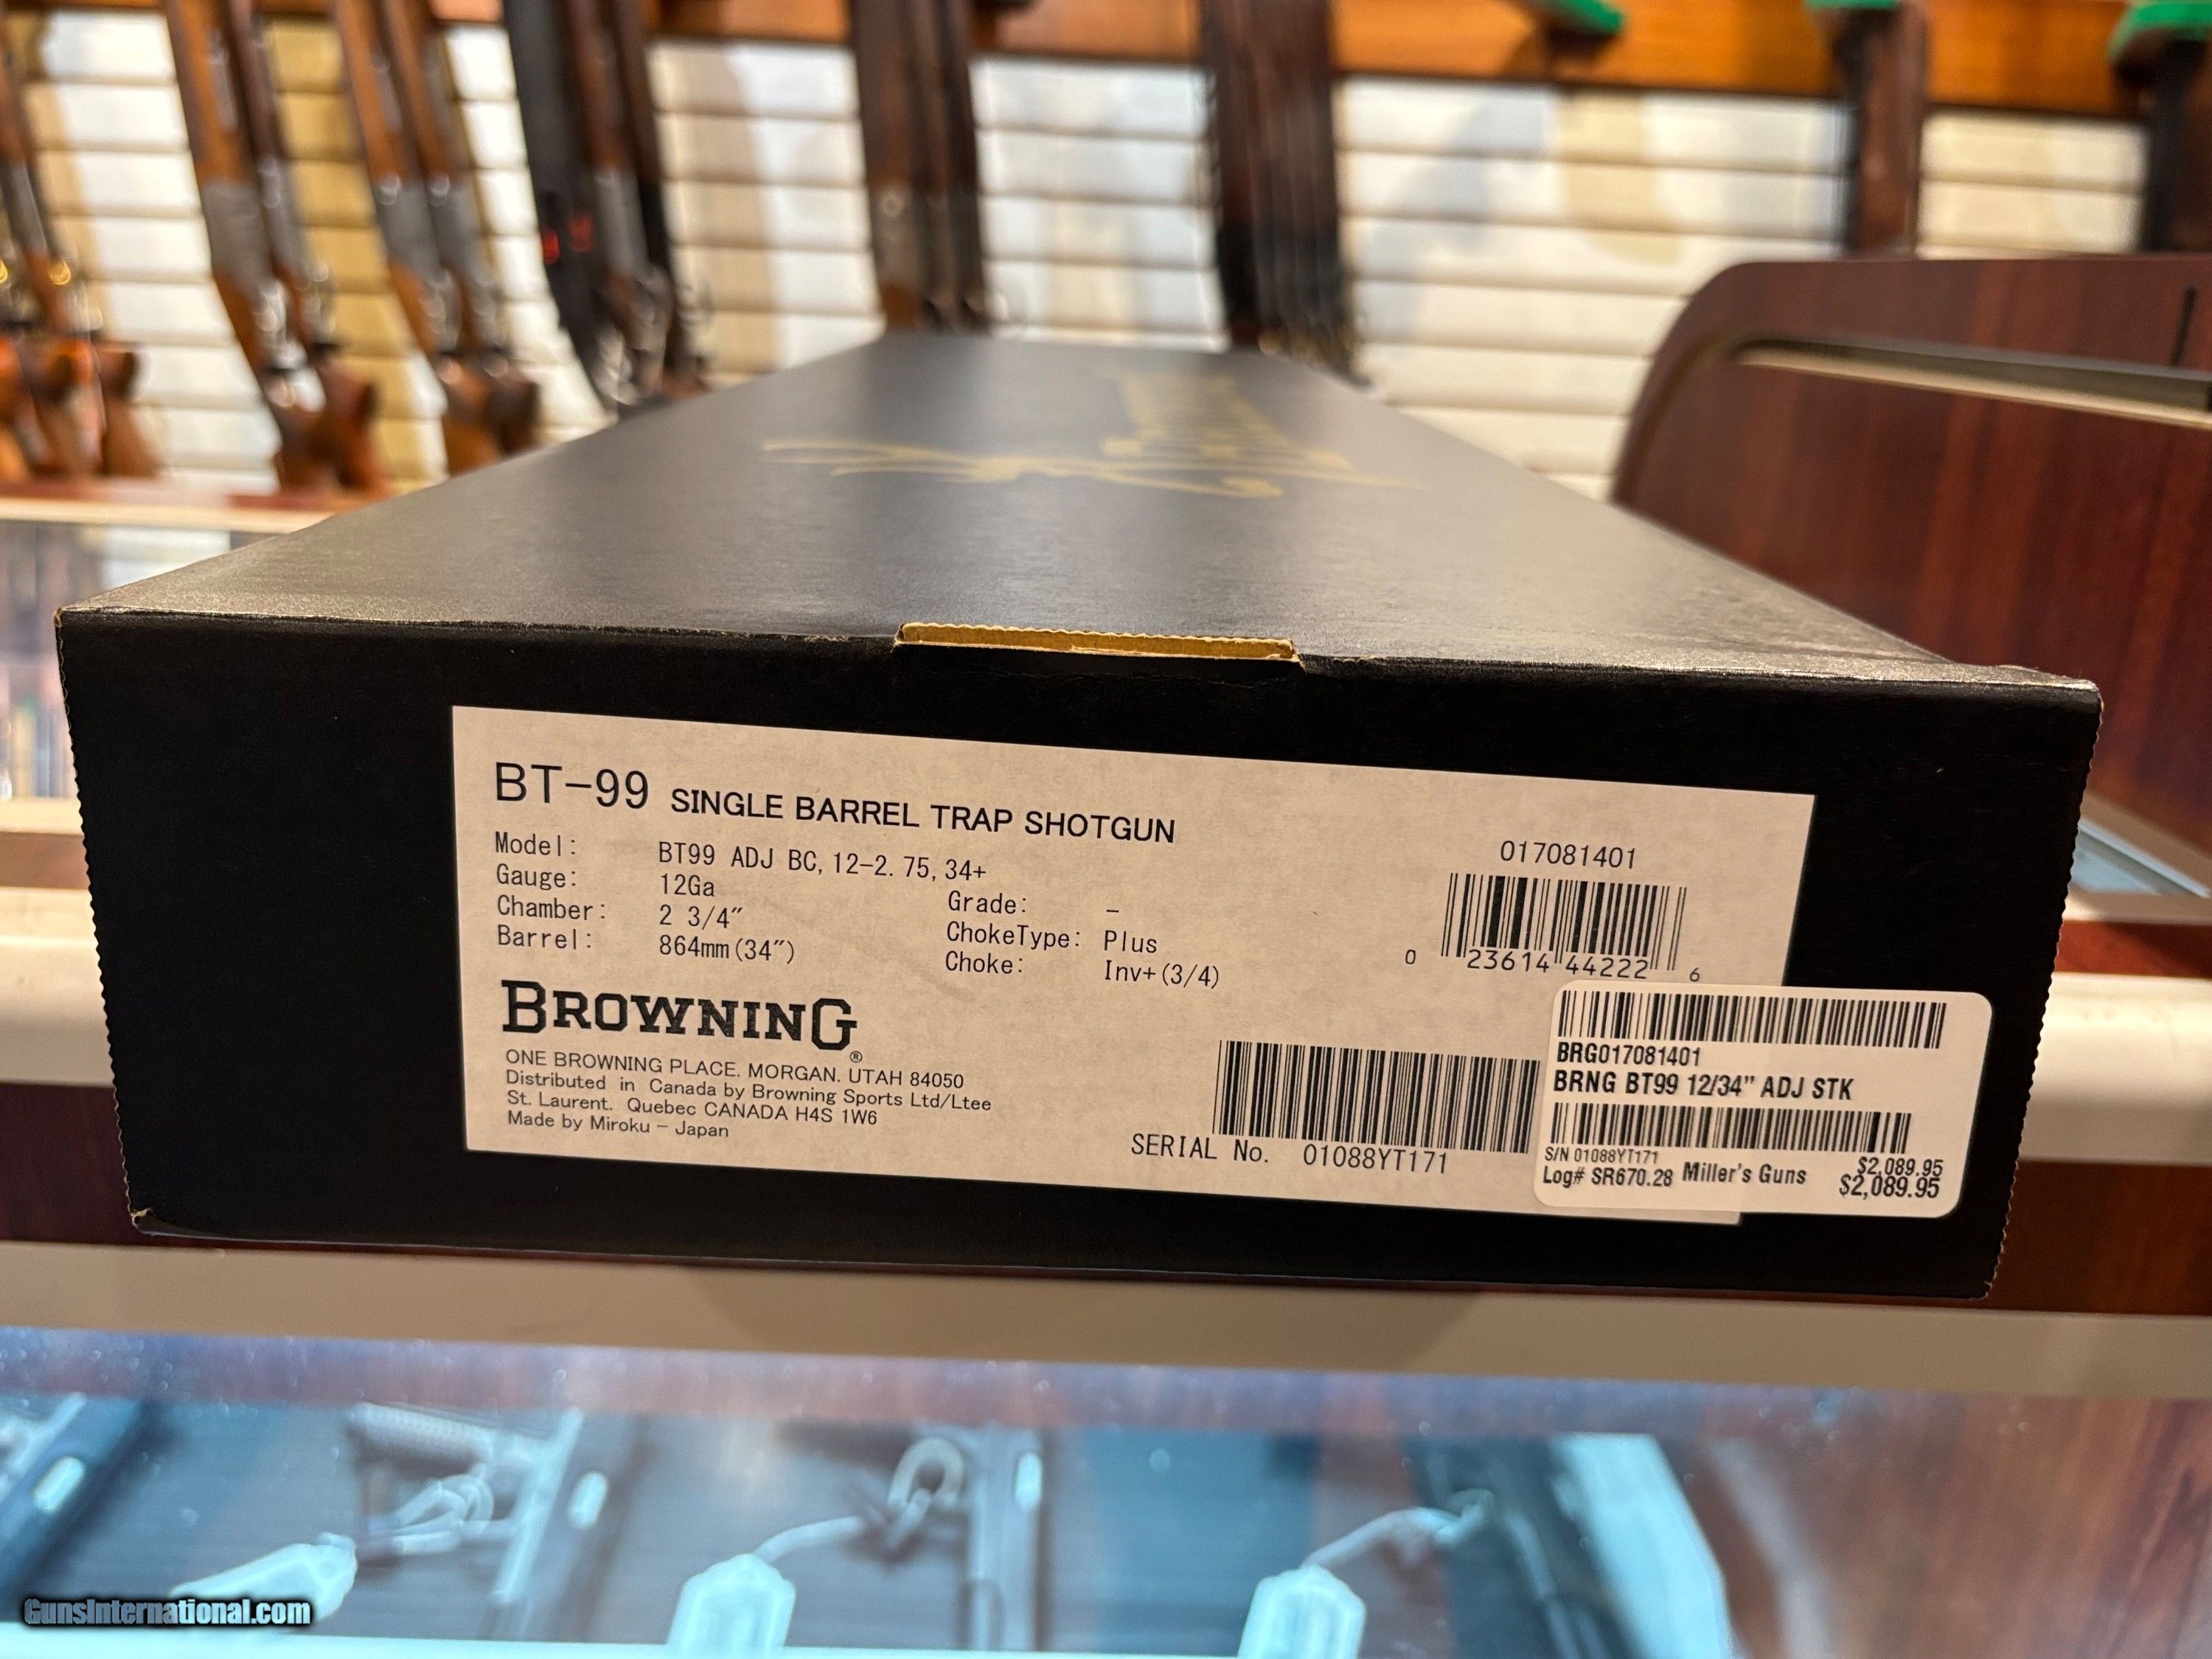 BT-99 SINGLE BARREL TRAP SHOTGUN
Model: BT99 ADJ BC, 12-2. 75, 34+
Gauge: 12Ga
Chamber: 2 3/4"
Barrel: 864mm(34")
Grade: -
ChokeType: Plus
Choke: Inv+(3/4)
017081401
0 23614 44222 6
BROWNING®
ONE BROWNING PLACE. MORGAN. UTAH 84050
Distributed in Canada by Browning Sports Ltd/Ltee
St. Laurent. Quebec CANADA H4S 1W6
Made by Miroku - Japan
SERIAL No. 01088YT171
BRG017081401
BRNG BT99 12/34" ADJ STK
S/N 01088YT171 $2,089.95
Log# SR670.28 Miller's Guns $2,089.95
GunsInternational.com